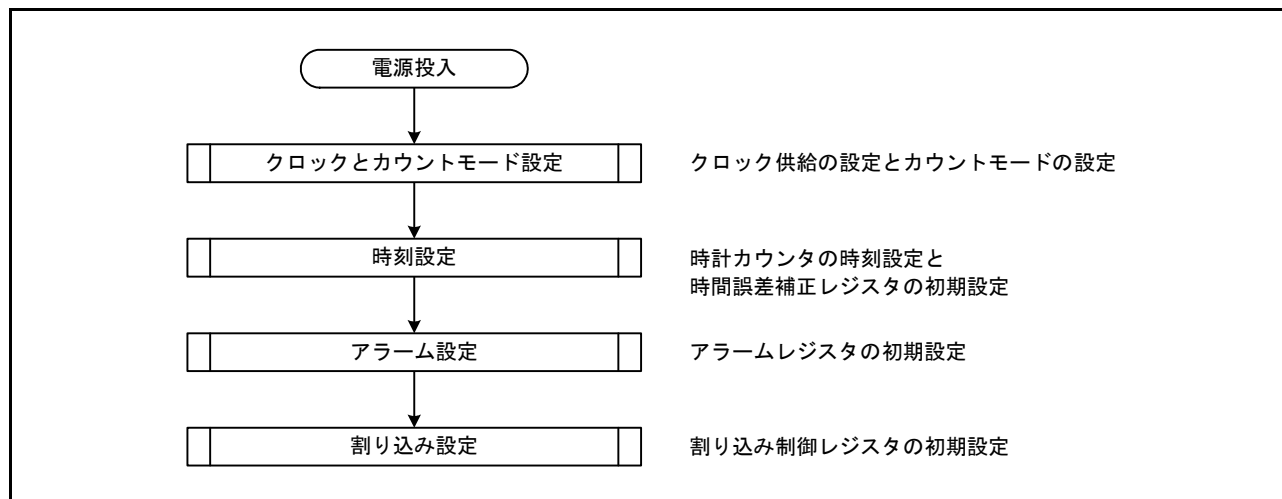 電源投入
クロックとカウントモード設定
クロック供給の設定とカウントモードの設定
時刻設定
時計カウンタの時刻設定と
時間誤差補正レジスタの初期設定
アラーム設定
アラームレジスタの初期設定
割り込み設定
割り込み制御レジスタの初期設定